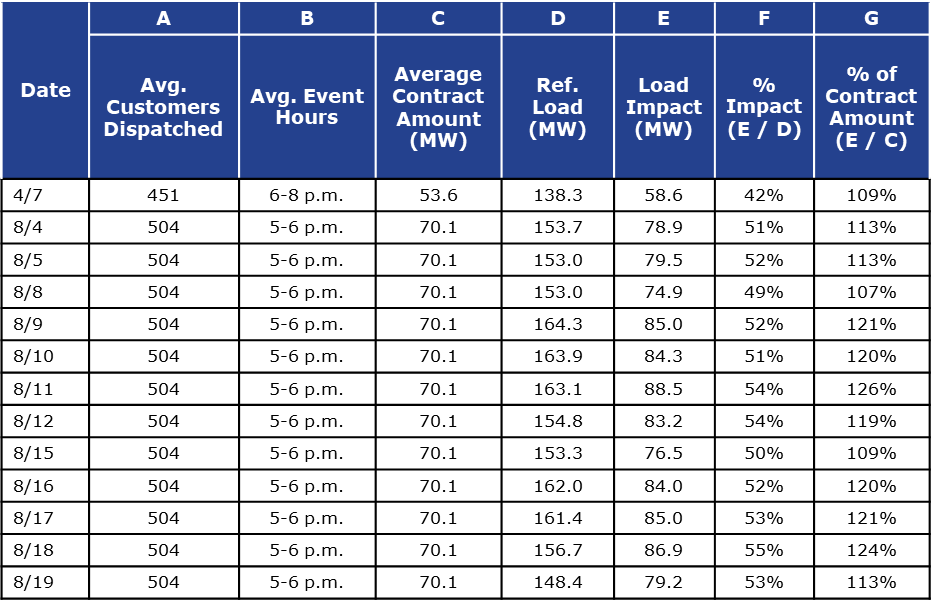 A B C D E F G
Date Avg. Customers Dispatched Avg. Event Hours Average Contract Amount (MW) Ref. Load (MW) Load Impact (MW) % Impact (E / D) % of Contract Amount (E / C)
4/7 451 6-8 p.m. 53.6 138.3 58.6 42% 109%
8/4 504 5-6 p.m. 70.1 153.7 78.9 51% 113%
8/5 504 5-6 p.m. 70.1 153.0 79.5 52% 113%
8/8 504 5-6 p.m. 70.1 153.0 74.9 49% 107%
8/9 504 5-6 p.m. 70.1 164.3 85.0 52% 121%
8/10 504 5-6 p.m. 70.1 163.9 84.3 51% 120%
8/11 504 5-6 p.m. 70.1 163.1 88.5 54% 126%
8/12 504 5-6 p.m. 70.1 154.8 83.2 54% 119%
8/15 504 5-6 p.m. 70.1 153.3 76.5 50% 109%
8/16 504 5-6 p.m. 70.1 162.0 84.0 52% 120%
8/17 504 5-6 p.m. 70.1 161.4 85.0 53% 121%
8/18 504 5-6 p.m. 70.1 156.7 86.9 55% 124%
8/19 504 5-6 p.m. 70.1 148.4 79.2 53% 113%